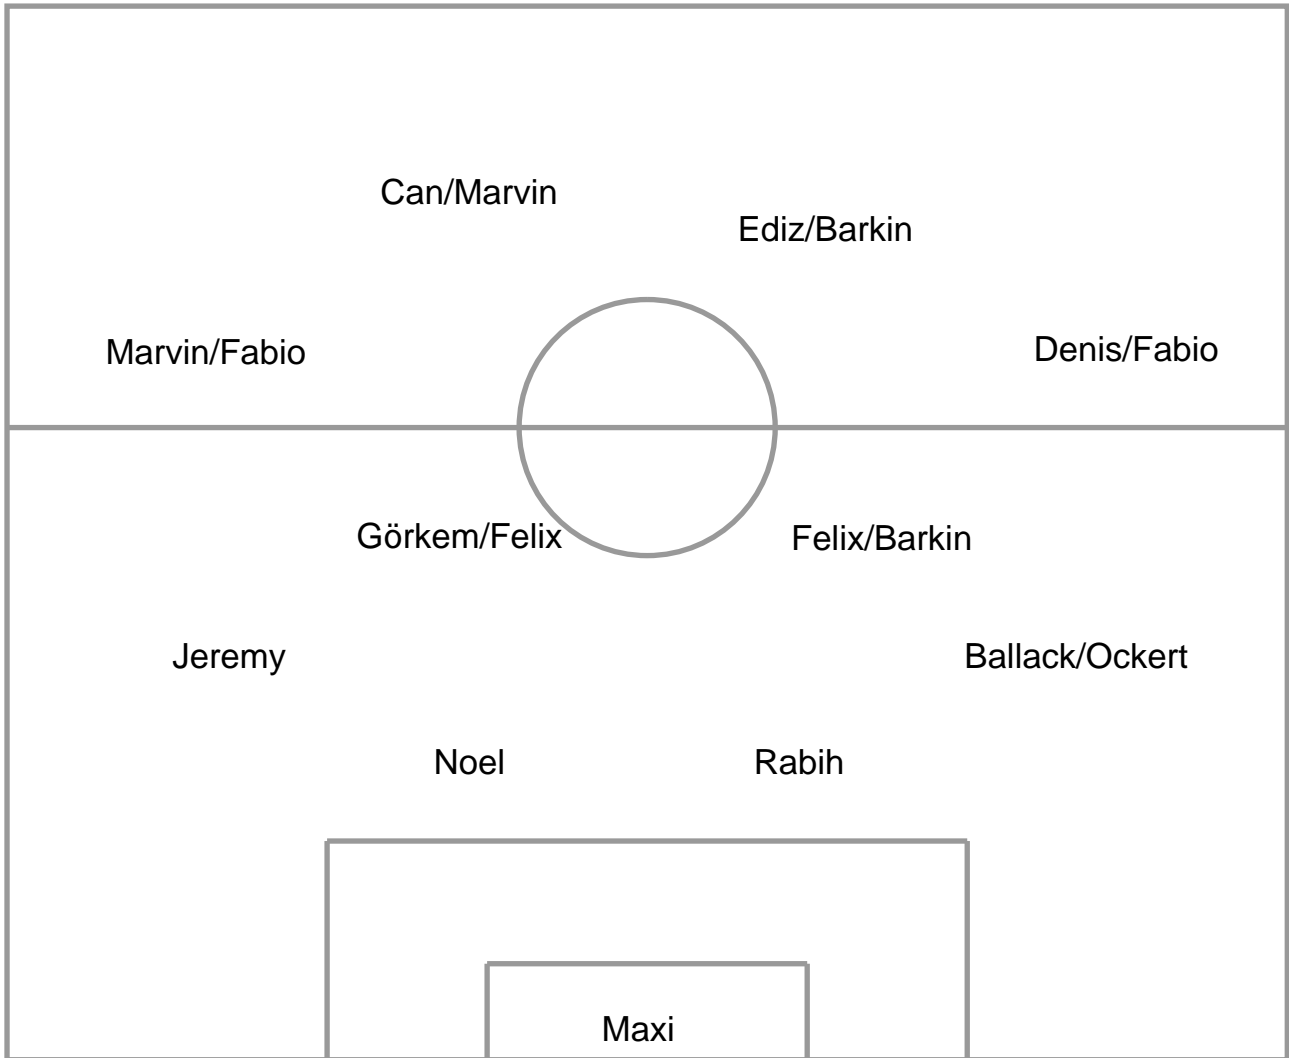 Can/Marvin
Ediz/Barkin
Marvin/Fabio
Denis/Fabio
Görkem/Felix
Felix/Barkin
Jeremy
Ballack/Ockert
Noel
Rabih
Maxi